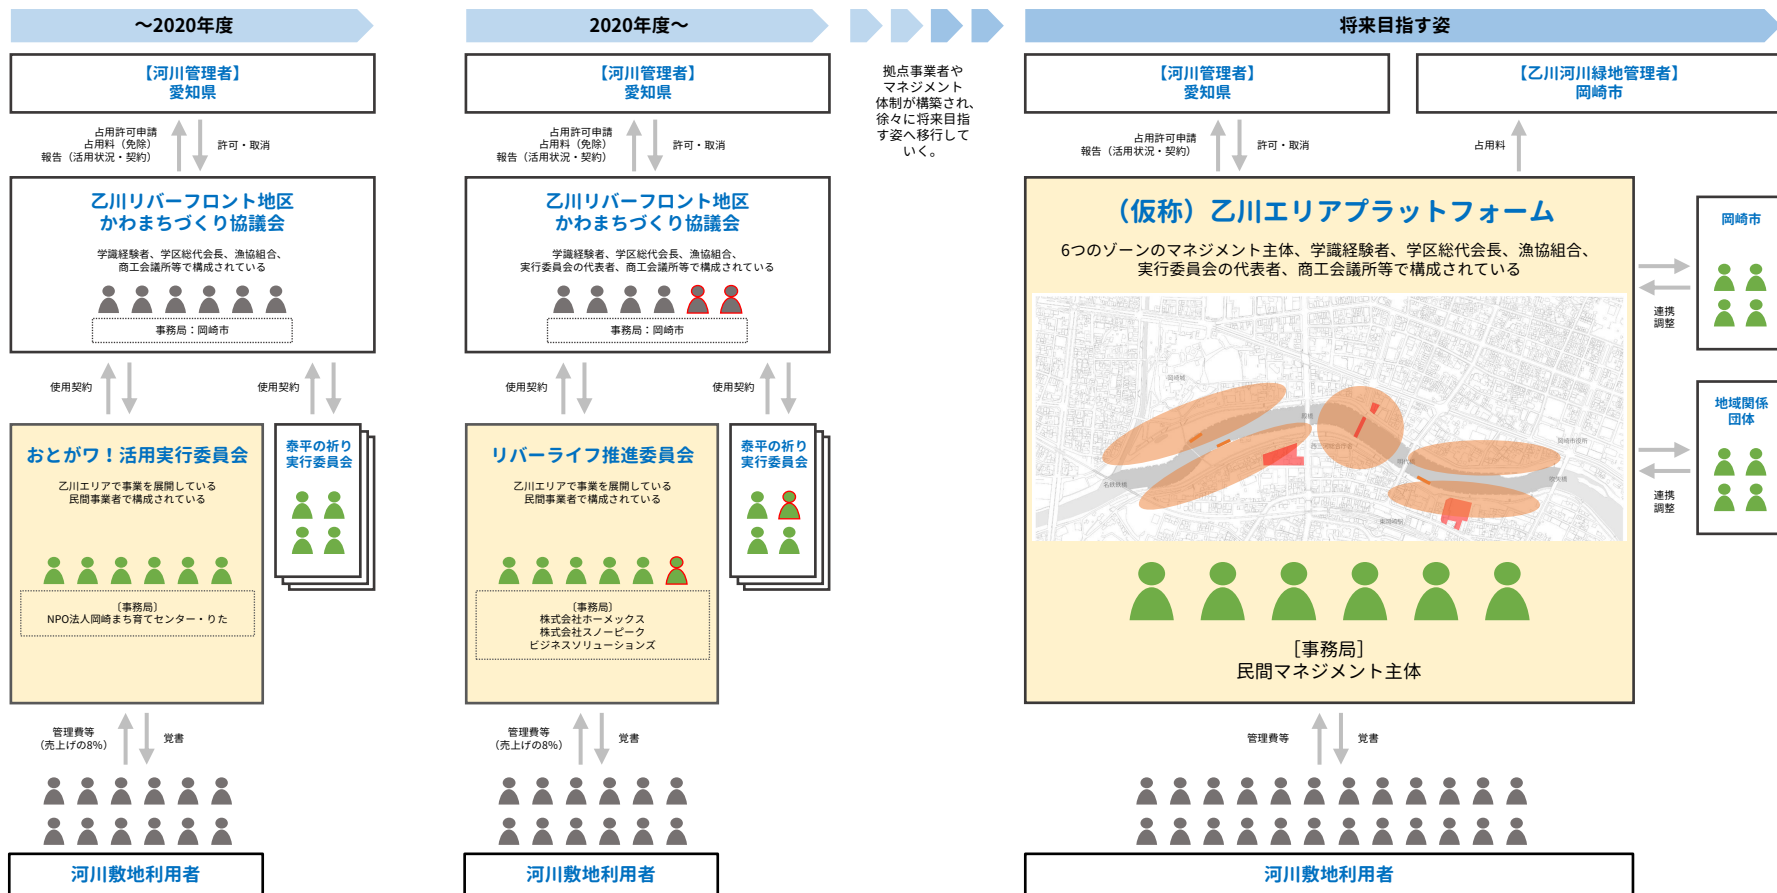 ～2020年度
【河川管理者】
愛知県
占用許可申請
占用料（免除）
報告（活用状況・契約）
許可・取消
乙川リバーフロント地区
かわまちづくり協議会
学識経験者、学区総代会長、漁協組合、
商工会議所等で構成されている
事務局：岡崎市
使用契約
使用契約
おとがワ！活用実行委員会
乙川エリアで事業を展開している
民間事業者で構成されている
［事務局］
NPO法人岡崎まち育てセンター・りた
泰平の祈り
実行委員会
管理費等
（売上げの8%）
覚書
河川敷地利用者
2020年度～
【河川管理者】
愛知県
占用許可申請
占用料（免除）
報告（活用状況・契約）
許可・取消
乙川リバーフロント地区
かわまちづくり協議会
学識経験者、学区総代会長、漁協組合、
実行委員会の代表者、商工会議所等で構成されている
事務局：岡崎市
使用契約
使用契約
リバーライフ推進委員会
乙川エリアで事業を展開している
民間事業者で構成されている
［事務局］
株式会社ホーメックス
株式会社スノーピーク
ビジネスソリューションズ
泰平の祈り
実行委員会
管理費等
（売上げの8%）
覚書
河川敷地利用者
拠点事業者や
マネジメント
体制が構築され、
徐々に将来目指
す姿へ移行して
いく。
将来目指す姿
【河川管理者】
愛知県
【乙川河川緑地管理者】
岡崎市
占用許可申請
報告（活用状況・契約）
許可・取消
占用料
（仮称）乙川エリアプラットフォーム
6つのゾーンのマネジメント主体、学識経験者、学区総代会長、漁協組合、
実行委員会の代表者、商工会議所等で構成されている
岡崎城
殿橋
明代橋
岡崎市役所
名鉄鉄橋
東岡崎駅
［事務局］
民間マネジメント主体
岡崎市
連携
調整
地域関係
団体
連携
調整
管理費等
覚書
河川敷地利用者